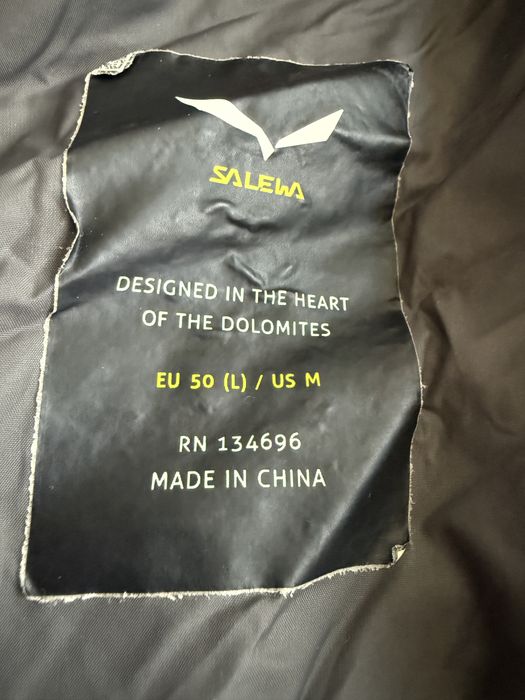 SALEWA
DESIGNED IN THE HEART
OF THE DOLOMITES
EU 50 (L) / US M
RN 134696
MADE IN CHINA